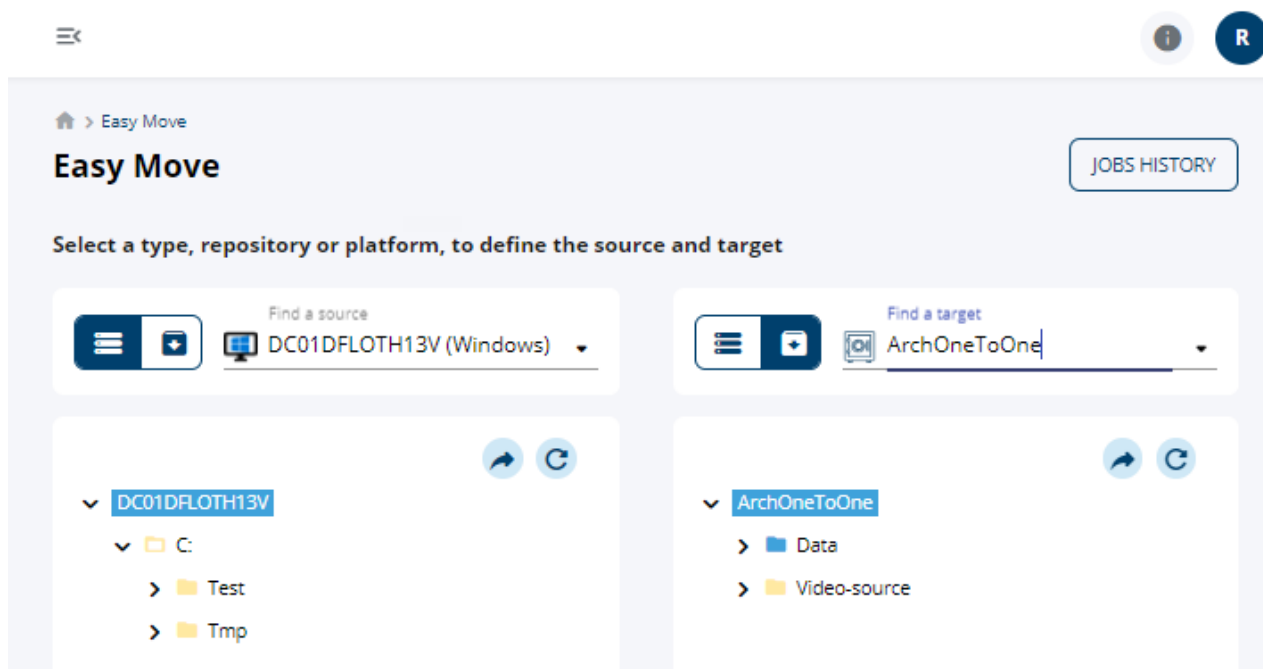 R
> Easy Move
Easy Move
JOBS HISTORY
Select a type, repository or platform, to define the source and target
Find a source
DC01DFLOTH13V (Windows)
Find a target
ArchOneToOne
DC01DFLOTH13V
C:
Test
Tmp
ArchOneToOne
Data
Video-source